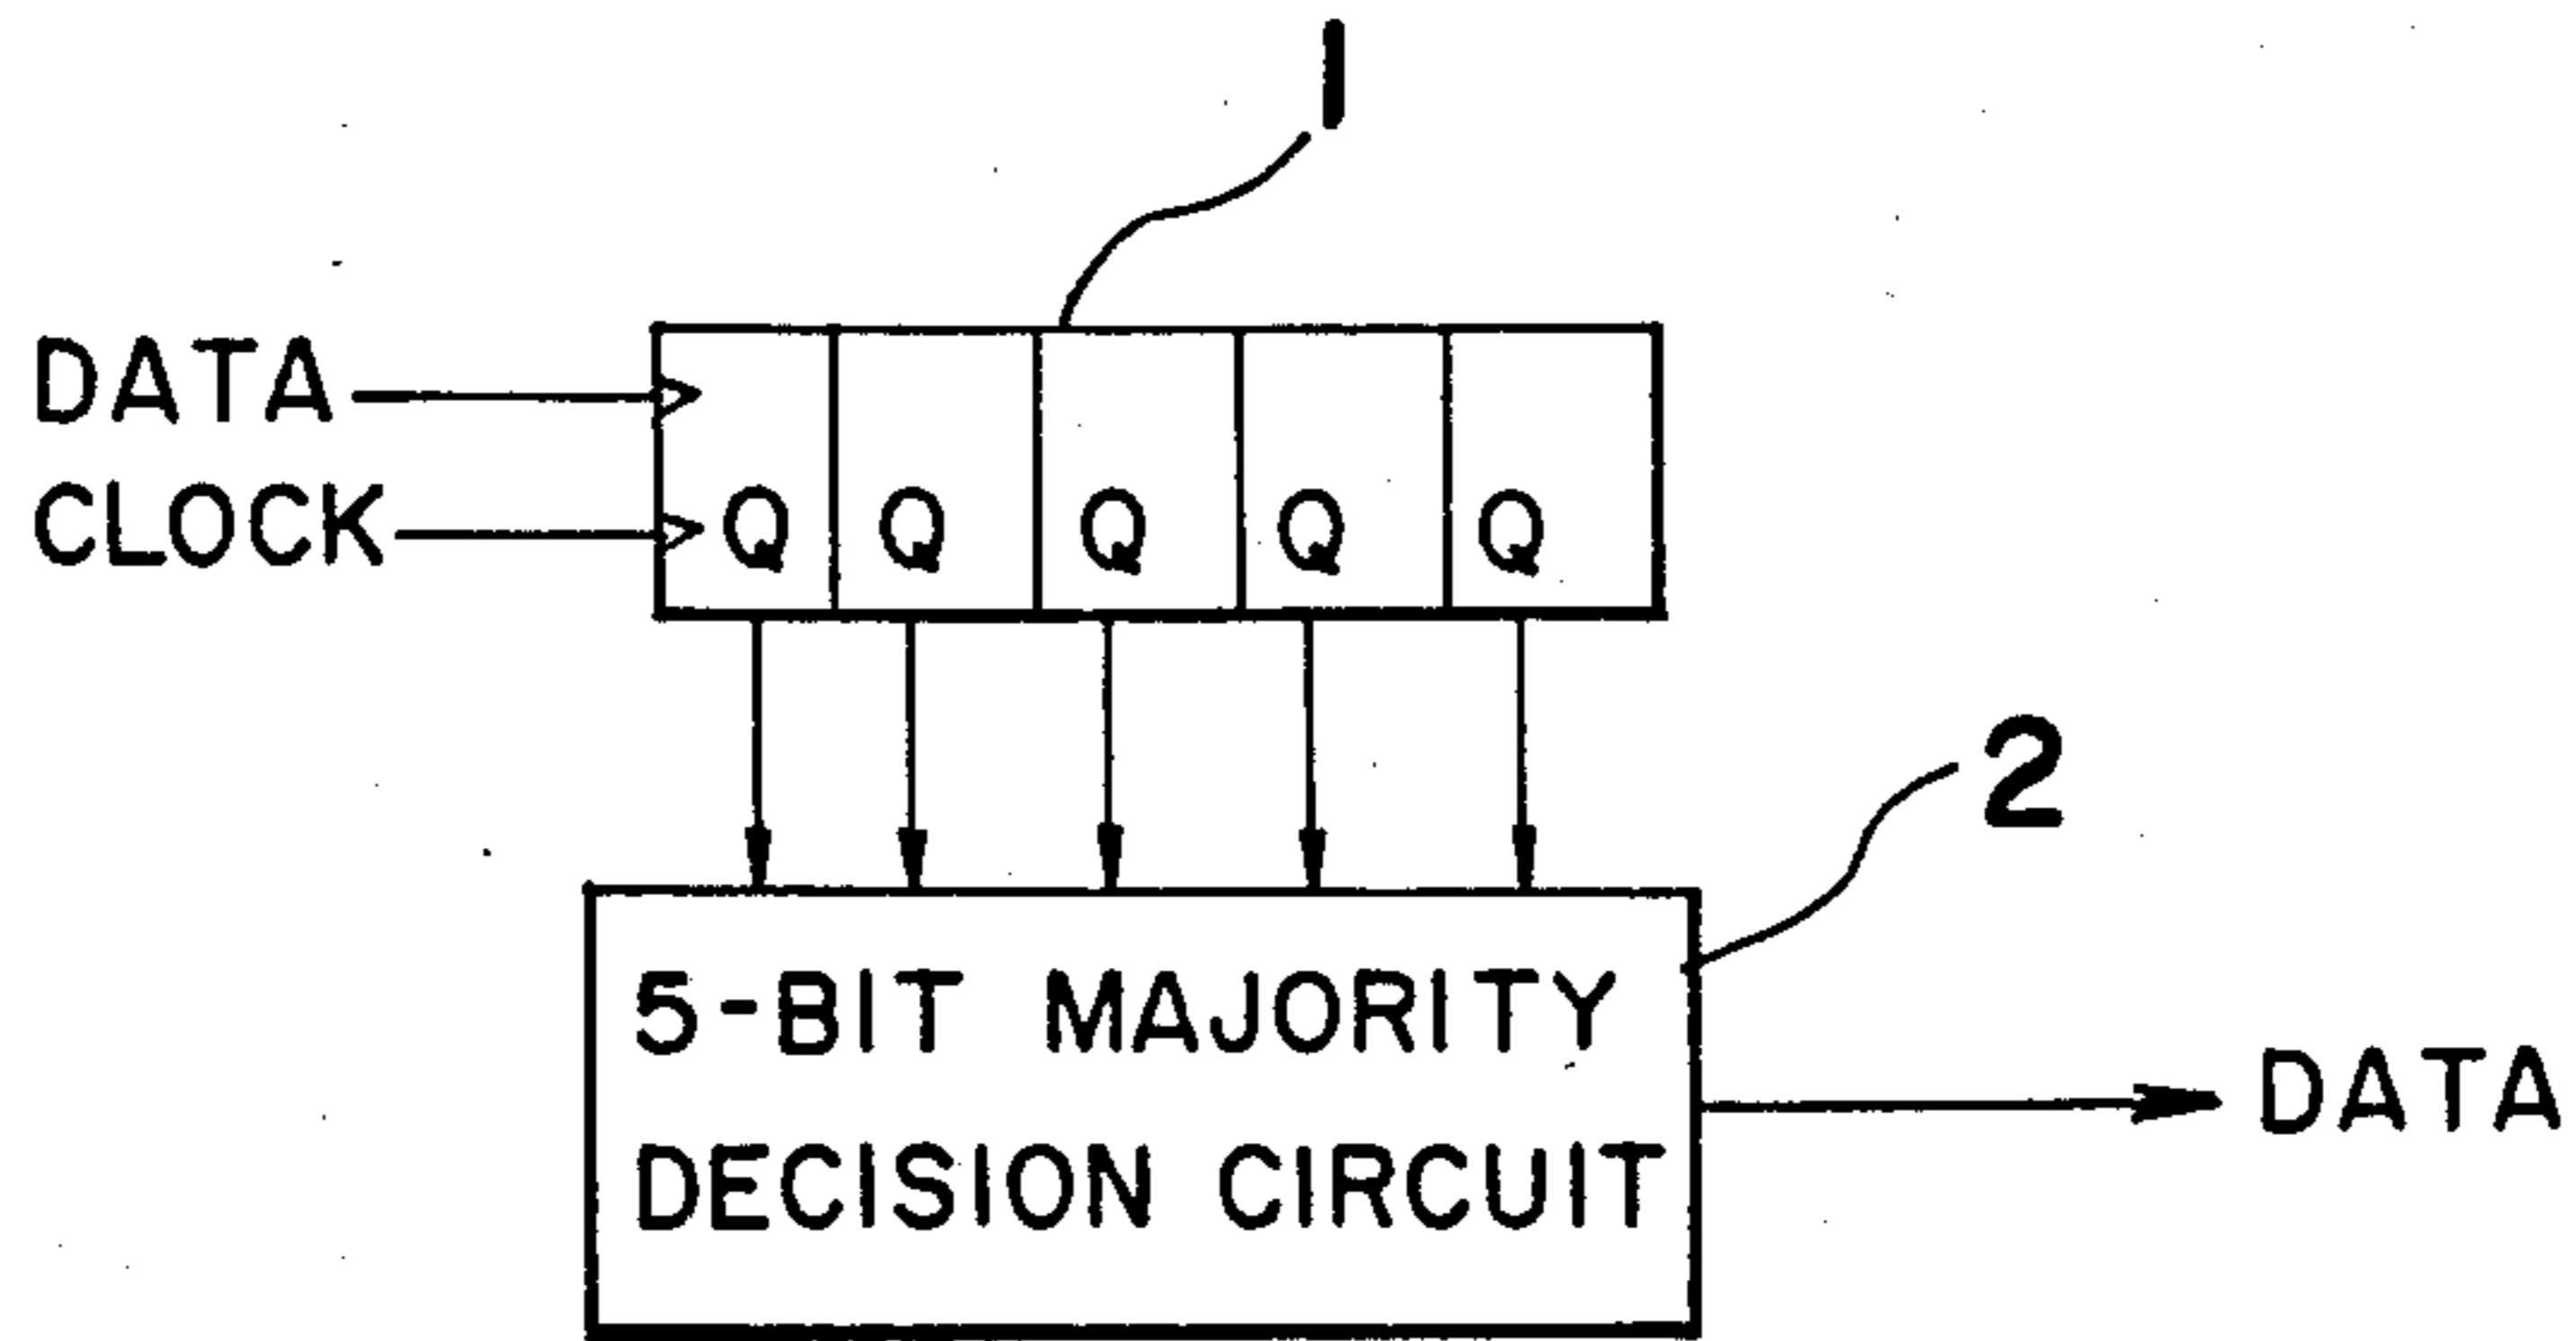 1
DATA
CLOCK
Q Q Q Q Q
2
5-BIT MAJORITY
DECISION CIRCUIT
DATA